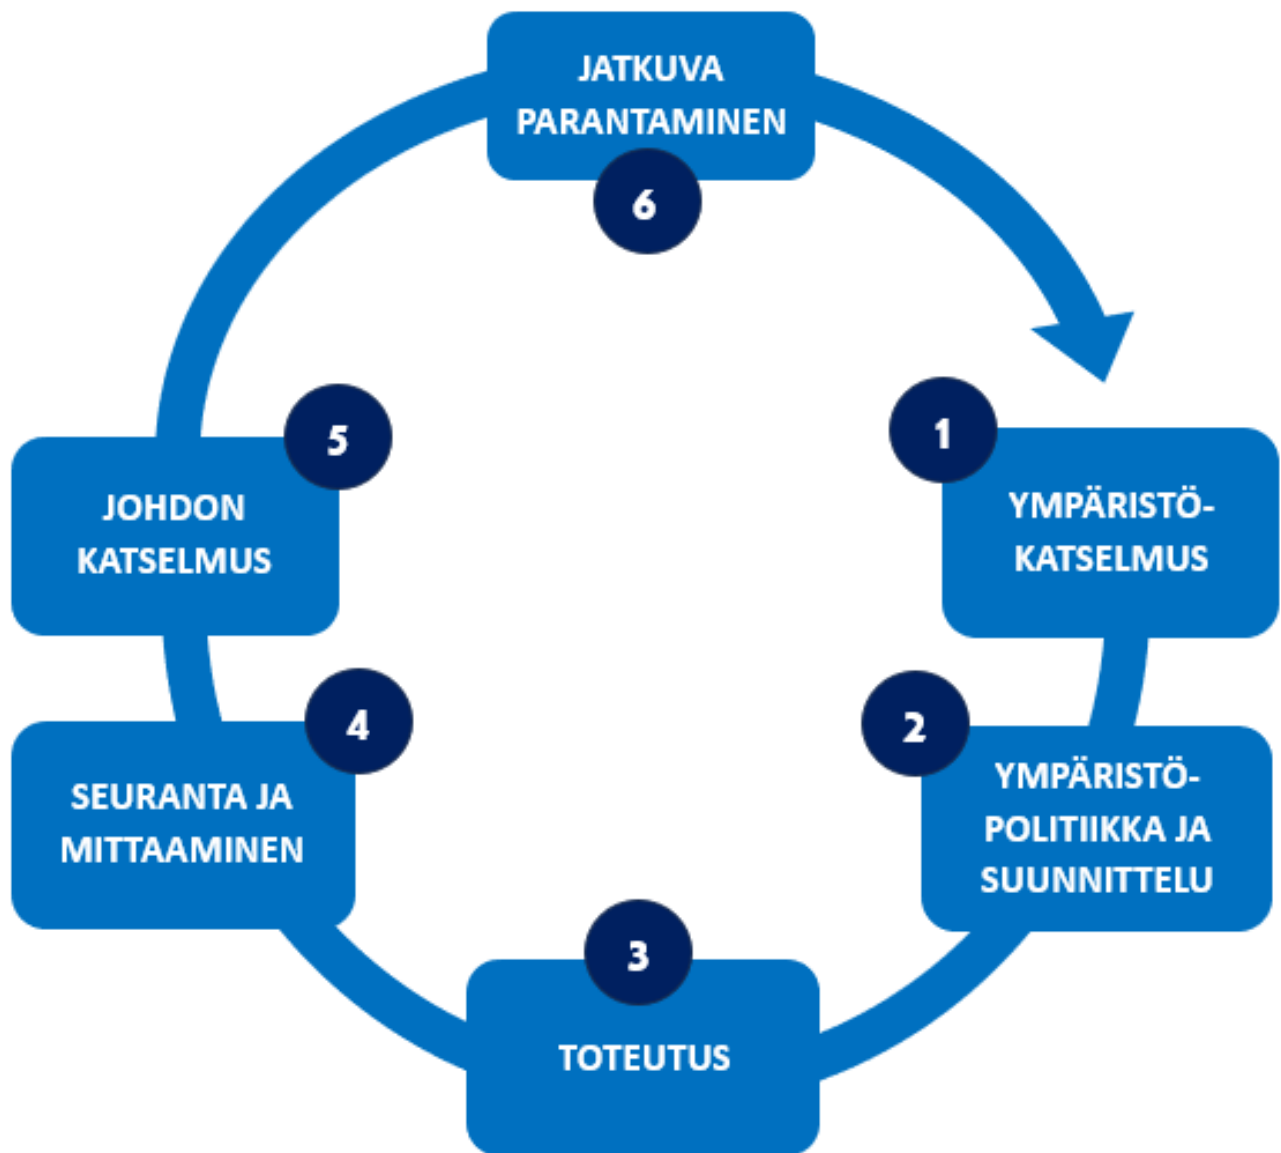 JATKUVA
PARANTAMINEN
6
1
YMPÄRISTÖ-
KATSELMUS
2
YMPÄRISTÖ-
POLITIIKKA JA
SUUNNITTELU
3
TOTEUTUS
4
SEURANTA JA
MITTAAMINEN
5
JOHDON
KATSELMUS